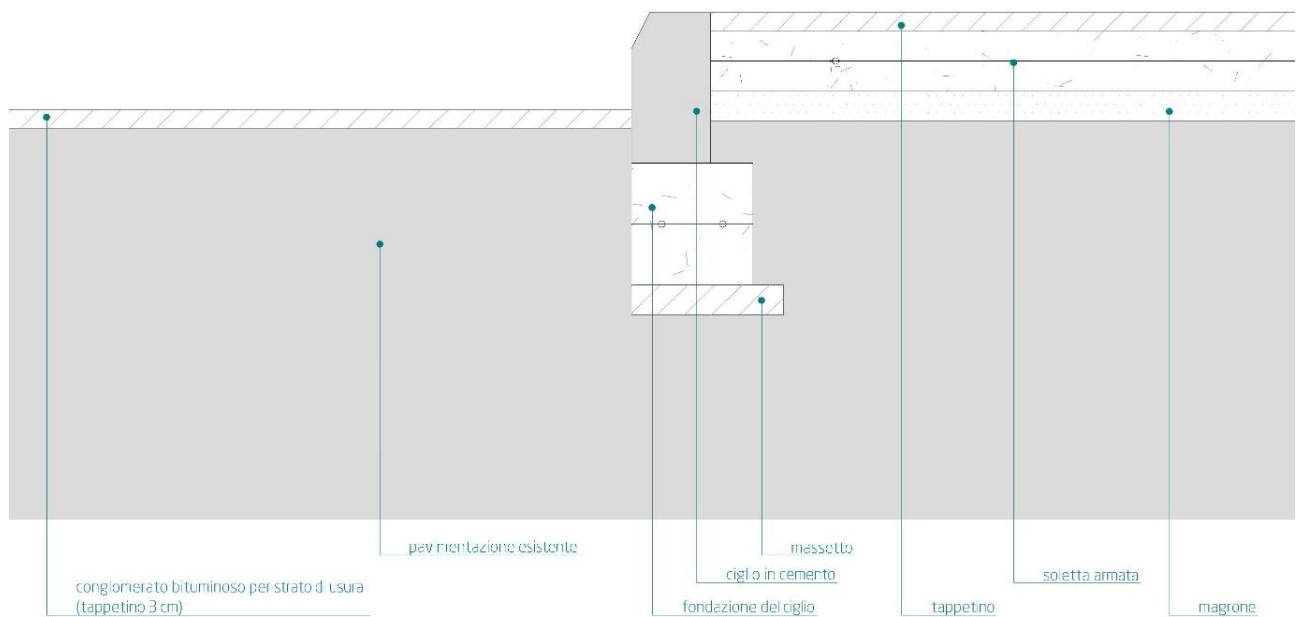 pavimentazione esistente
massetto
ciglio in cemento
soletta armata
conglomerato bituminoso per strato di usura
(tappetino 3 cm)
fondazione del ciglio
tappetino
magrone